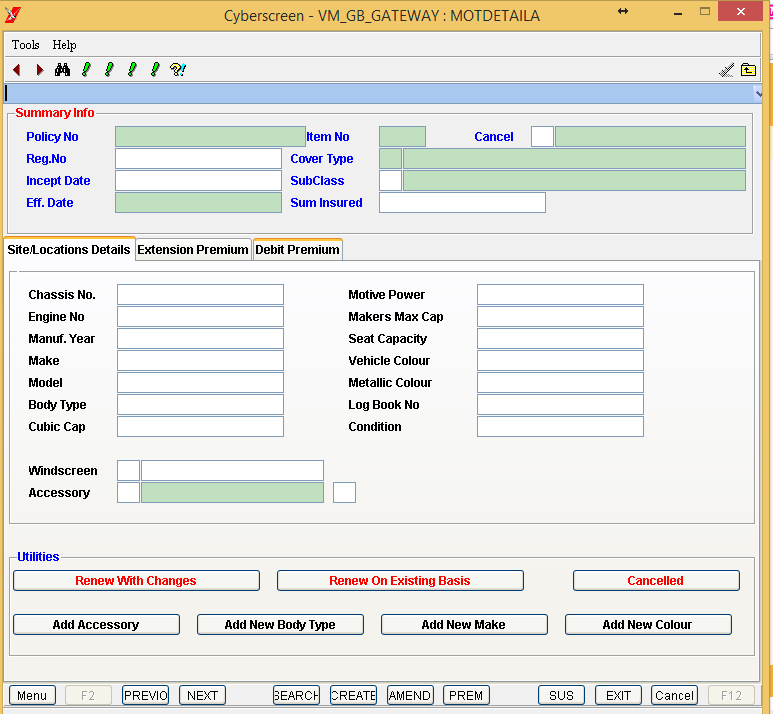 Cyberscreen - VM_GB_GATEWAY : MOTDETAILA
Tools Help
Summary Info
Policy No Item No Cancel
Reg.No Cover Type
Incept Date SubClass
Eff. Date Sum Insured
Site/Locations Details Extension Premium Debit Premium
Chassis No. Motive Power
Engine No Makers Max Cap
Manuf. Year Seat Capacity
Make Vehicle Colour
Model Metallic Colour
Body Type Log Book No
Cubic Cap Condition
Windscreen
Accessory
Utilities
Renew With Changes Renew On Existing Basis Cancelled
Add Accessory Add New Body Type Add New Make Add New Colour
Menu F2 PREVIO NEXT SEARCH CREATE AMEND PREM SUS EXIT Cancel F12